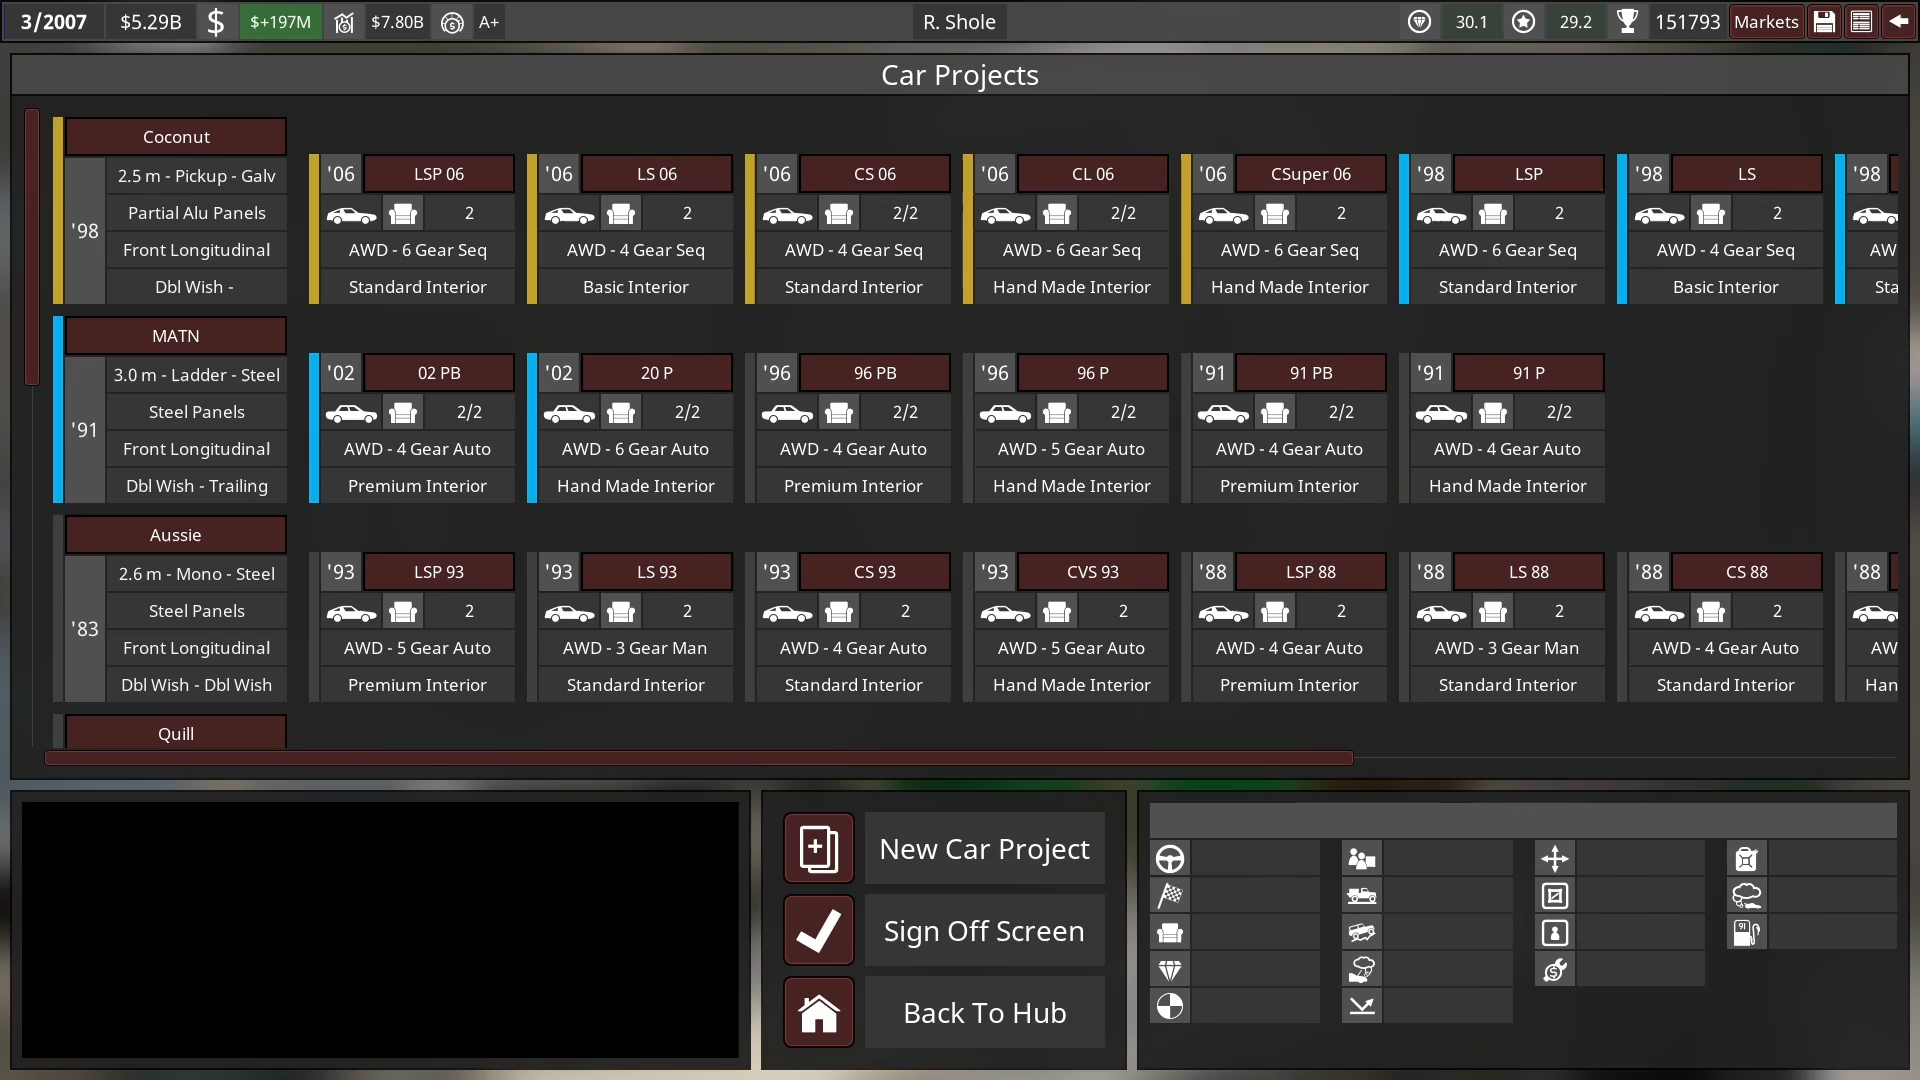 3/2007 $5.29B $+197M $7.80B A+ R. Shole 30.1 29.2 151793 Markets
Car Projects
Coconut
'98
2.5 m - Pickup - Galv
Partial Alu Panels
Front Longitudinal
Dbl Wish -
'06 LSP 06
2
AWD - 6 Gear Seq
Standard Interior
'06 LS 06
2
AWD - 4 Gear Seq
Basic Interior
'06 CS 06
2/2
AWD - 4 Gear Seq
Standard Interior
'06 CL 06
2/2
AWD - 6 Gear Seq
Hand Made Interior
'06 CSuper 06
2
AWD - 6 Gear Seq
Hand Made Interior
'98 LSP
2
AWD - 6 Gear Seq
Standard Interior
'98 LS
2
AWD - 4 Gear Seq
Basic Interior
'98
AW
Sta
MATN
'91
3.0 m - Ladder - Steel
Steel Panels
Front Longitudinal
Dbl Wish - Trailing
'02 02 PB
2/2
AWD - 4 Gear Auto
Premium Interior
'02 20 P
2/2
AWD - 6 Gear Auto
Hand Made Interior
'96 96 PB
2/2
AWD - 4 Gear Auto
Premium Interior
'96 96 P
2/2
AWD - 5 Gear Auto
Hand Made Interior
'91 91 PB
2/2
AWD - 4 Gear Auto
Premium Interior
'91 91 P
2/2
AWD - 4 Gear Auto
Hand Made Interior
Aussie
'83
2.6 m - Mono - Steel
Steel Panels
Front Longitudinal
Dbl Wish - Dbl Wish
'93 LSP 93
2
AWD - 5 Gear Auto
Premium Interior
'93 LS 93
2
AWD - 3 Gear Man
Standard Interior
'93 CS 93
2
AWD - 4 Gear Auto
Standard Interior
'93 CVS 93
2
AWD - 5 Gear Auto
Hand Made Interior
'88 LSP 88
2
AWD - 4 Gear Auto
Premium Interior
'88 LS 88
2
AWD - 3 Gear Man
Standard Interior
'88 CS 88
2
AWD - 4 Gear Auto
Standard Interior
'88
AW
Han
Quill
New Car Project
Sign Off Screen
Back To Hub
91